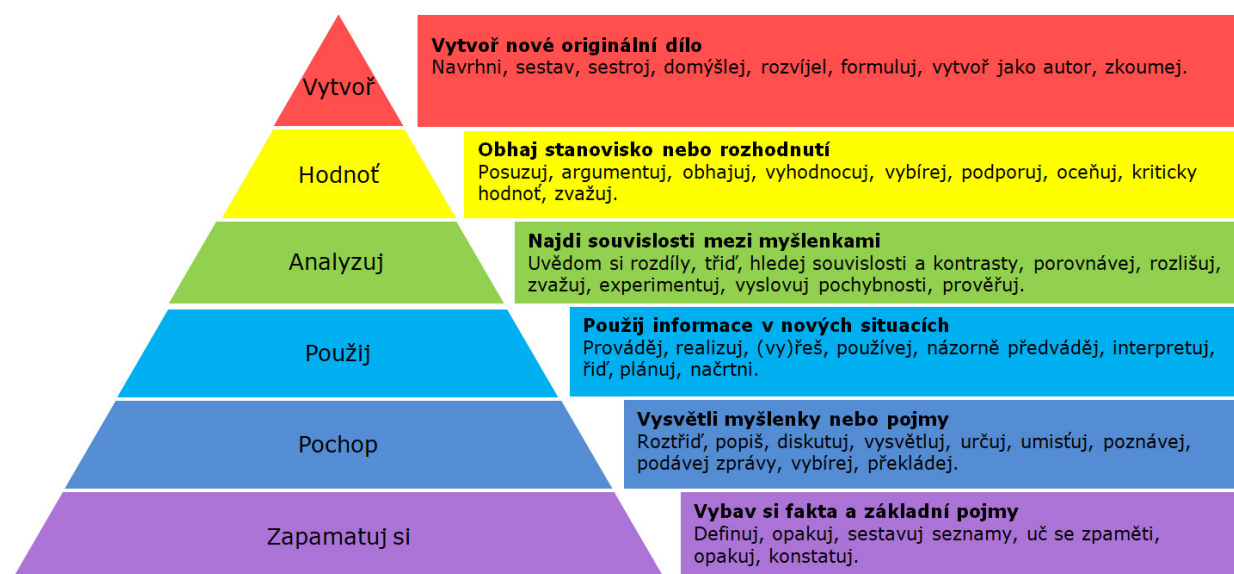 Vytvoř
Vytvoř nové originální dílo
Navrhni, sestav, sestroj, domýšlej, rozvíjel, formuluj, vytvoř jako autor, zkoumej.
Hodnoť
Obhaj stanovisko nebo rozhodnutí
Posuzuj, argumentuj, obhajuj, vyhodnocuj, vybírej, podporuj, oceňuj, kriticky
hodnoť, zvažuj.
Analyzuj
Najdi souvislosti mezi myšlenkami
Uvědom si rozdíly, třiď, hledej souvislosti a kontrasty, porovnávej, rozlišuj,
zvažuj, experimentuj, vyslovuj pochybnosti, prověřuj.
Použij
Použij informace v nových situacích
Prováděj, realizuj, (vy)řeš, používej, názorně předváděj, interpretuj,
řiď, plánuj, načrtni.
Pochop
Vysvětli myšlenky nebo pojmy
Roztřiď, popiš, diskutuj, vysvětluj, určuj, umisťuj, poznávej,
podávej zprávy, vybírej, překládej.
Zapamatuj si
Vybav si fakta a základní pojmy
Definuj, opakuj, sestavuj seznamy, uč se zpaměti,
opakuj, konstatuj.